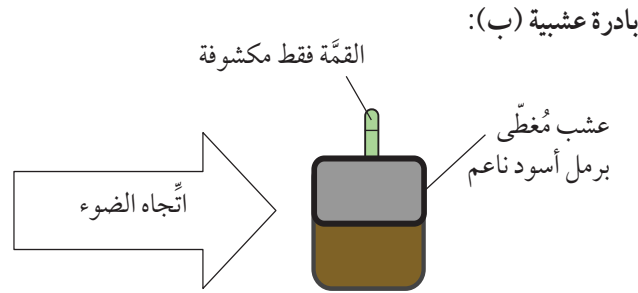 بادرة عشبية (ب):
القمَّة فقط مكشوفة
عشب مُغطّى
برمل أسود ناعم
اتِّجاه الضوء